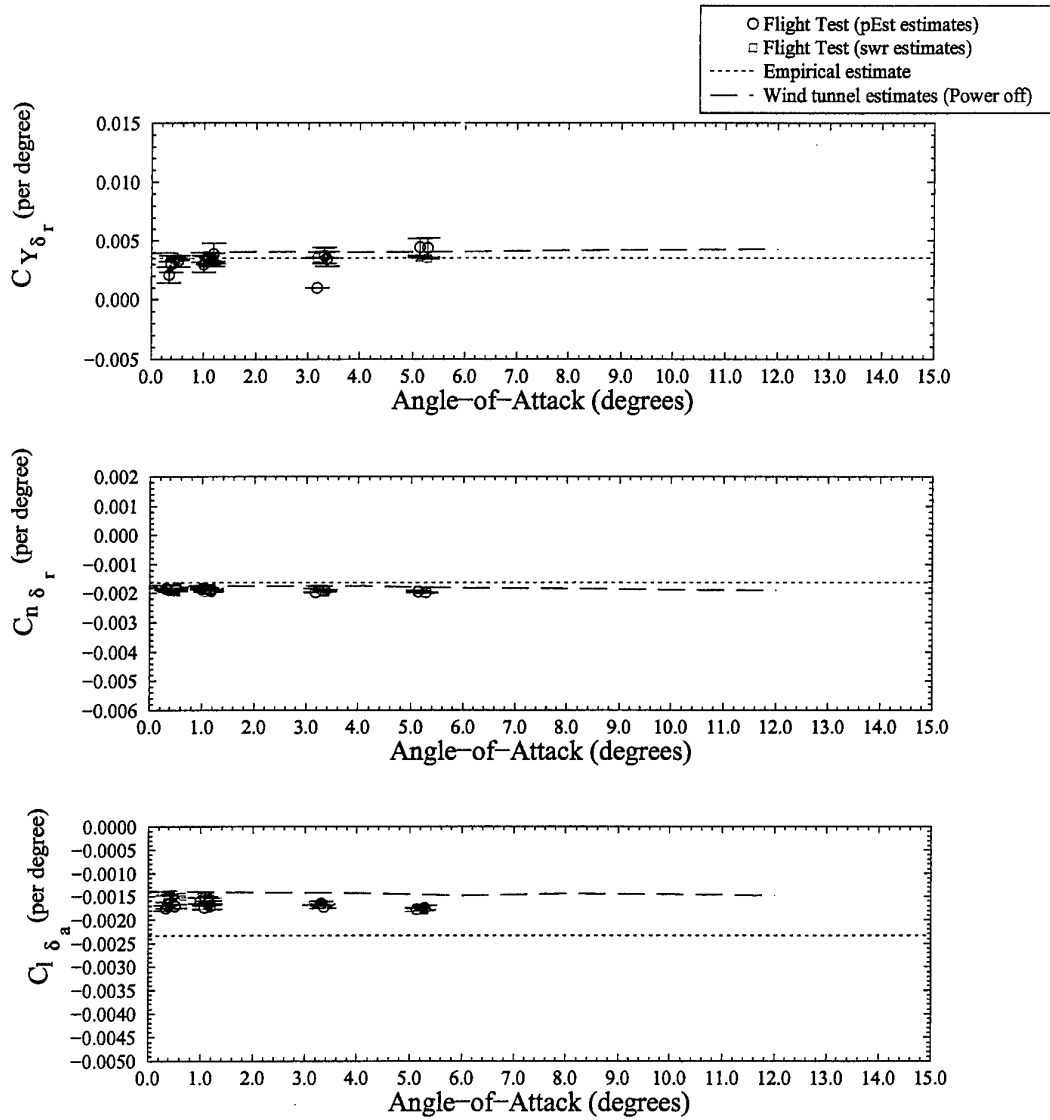 Flight Test (pEst estimates)
Flight Test (swr estimates)
Empirical estimate
Wind tunnel estimates (Power off)
C Y δ r (per degree)
0.015
0.010
0.005
0.000
−0.005
0.0 1.0 2.0 3.0 4.0 5.0 6.0 7.0 8.0 9.0 10.0 11.0 12.0 13.0 14.0 15.0
Angle−of−Attack (degrees)
C n δ r (per degree)
0.002
0.001
0.000
−0.001
−0.002
−0.003
−0.004
−0.005
−0.006
0.0 1.0 2.0 3.0 4.0 5.0 6.0 7.0 8.0 9.0 10.0 11.0 12.0 13.0 14.0 15.0
Angle−of−Attack (degrees)
C l δ a (per degree)
0.0000
−0.0005
−0.0010
−0.0015
−0.0020
−0.0025
−0.0030
−0.0035
−0.0040
−0.0045
−0.0050
0.0 1.0 2.0 3.0 4.0 5.0 6.0 7.0 8.0 9.0 10.0 11.0 12.0 13.0 14.0 15.0
Angle−of−Attack (degrees)